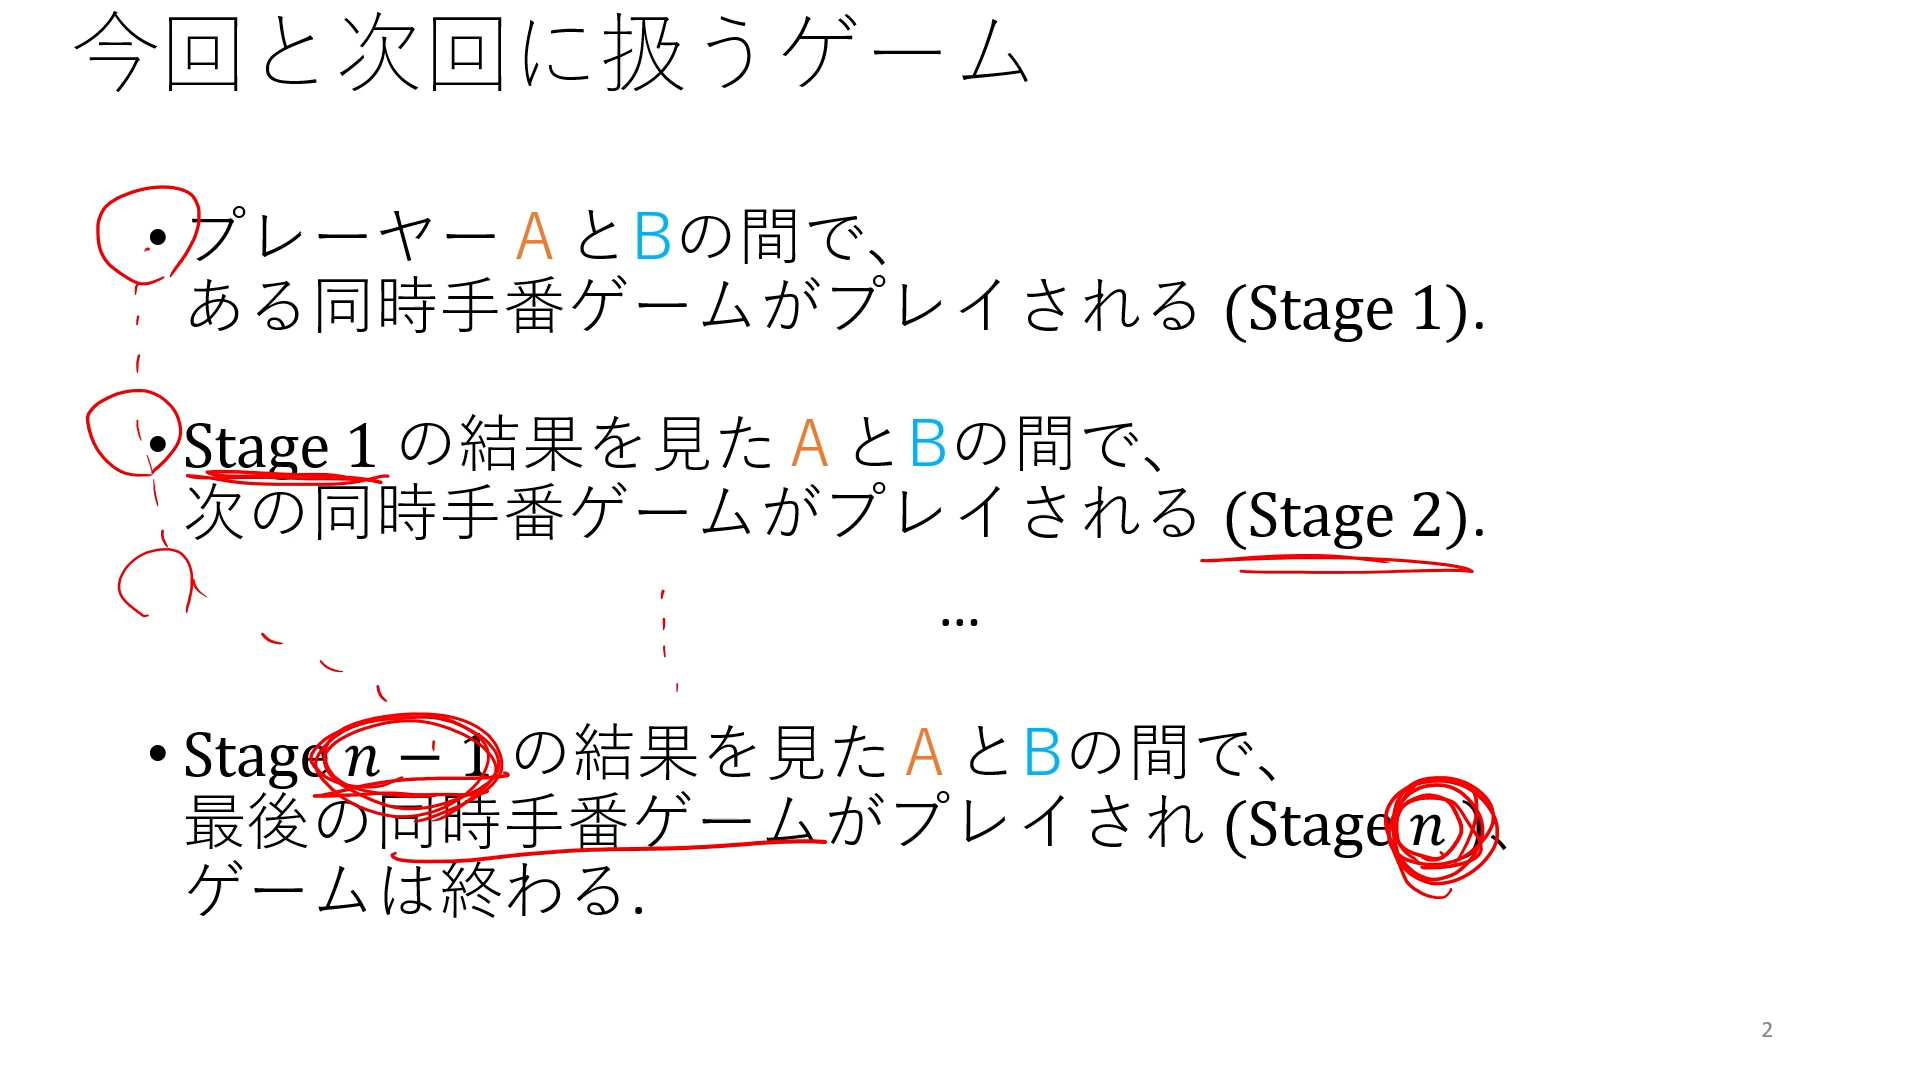 今回と次回に扱うゲーム
• プレーヤー A とBの間で、
ある同時手番ゲームがプレイされる (Stage 1).
• Stage 1 の結果を見た A とBの間で、
次の同時手番ゲームがプレイされる (Stage 2).
…
• Stage n − 1 の結果を見た A とBの間で、
最後の同時手番ゲームがプレイされ (Stage n )、
ゲームは終わる.
2